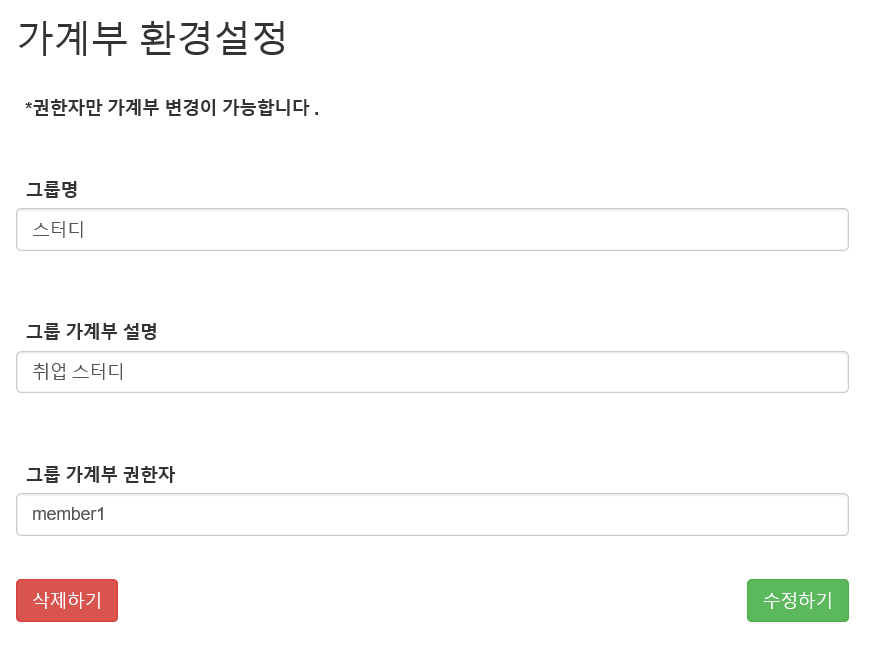 가계부 환경설정
*권한자만 가계부 변경이 가능합니다 .
그룹명
스터디
그룹 가계부 설명
취업 스터디
그룹 가계부 권한자
member1
삭제하기
수정하기